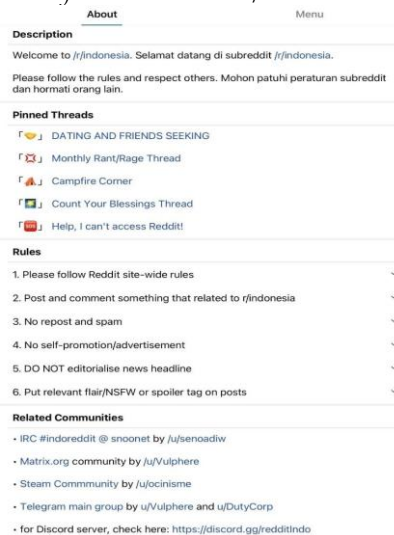 About
Menu
Description
Welcome to /r/indonesia. Selamat datang di subreddit /r/indonesia.
Please follow the rules and respect others. Mohon patuhi peraturan subreddit
dan hormati orang lain.
Pinned Threads
「🤝」 DATING AND FRIENDS SEEKING
「💢」 Monthly Rant/Rage Thread
「⛺」 Campfire Corner
「🎇」 Count Your Blessings Thread
「🆘」 Help, I can't access Reddit!
Rules
1. Please follow Reddit site-wide rules
2. Post and comment something that related to r/indonesia
3. No repost and spam
4. No self-promotion/advertisement
5. DO NOT editorialise news headline
6. Put relevant flair/NSFW or spoiler tag on posts
Related Communities
• IRC #indoreddit @ snoonet by /u/senoadiw
• Matrix.org community by /u/Vulphere
• Steam Commmunity by /u/ocinisme
• Telegram main group by u/Vulphere and u/DutyCorp
• for Discord server, check here: https://discord.gg/redditIndo